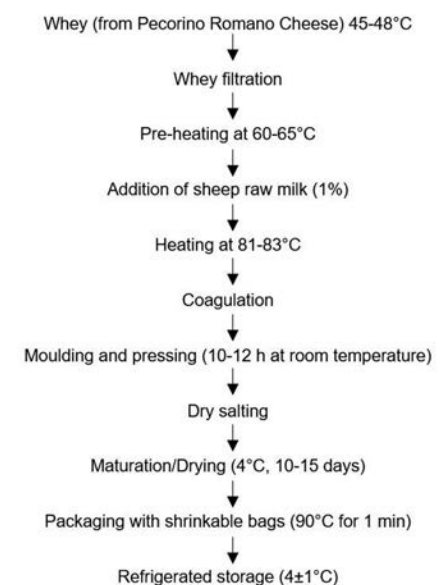 Whey (from Pecorino Romano Cheese) 45-48°C
Whey filtration
Pre-heating at 60-65°C
Addition of sheep raw milk (1%)
Heating at 81-83°C
Coagulation
Moulding and pressing (10-12 h at room temperature)
Dry salting
Maturation/Drying (4°C, 10-15 days)
Packaging with shrinkable bags (90°C for 1 min)
Refrigerated storage (4±1°C)